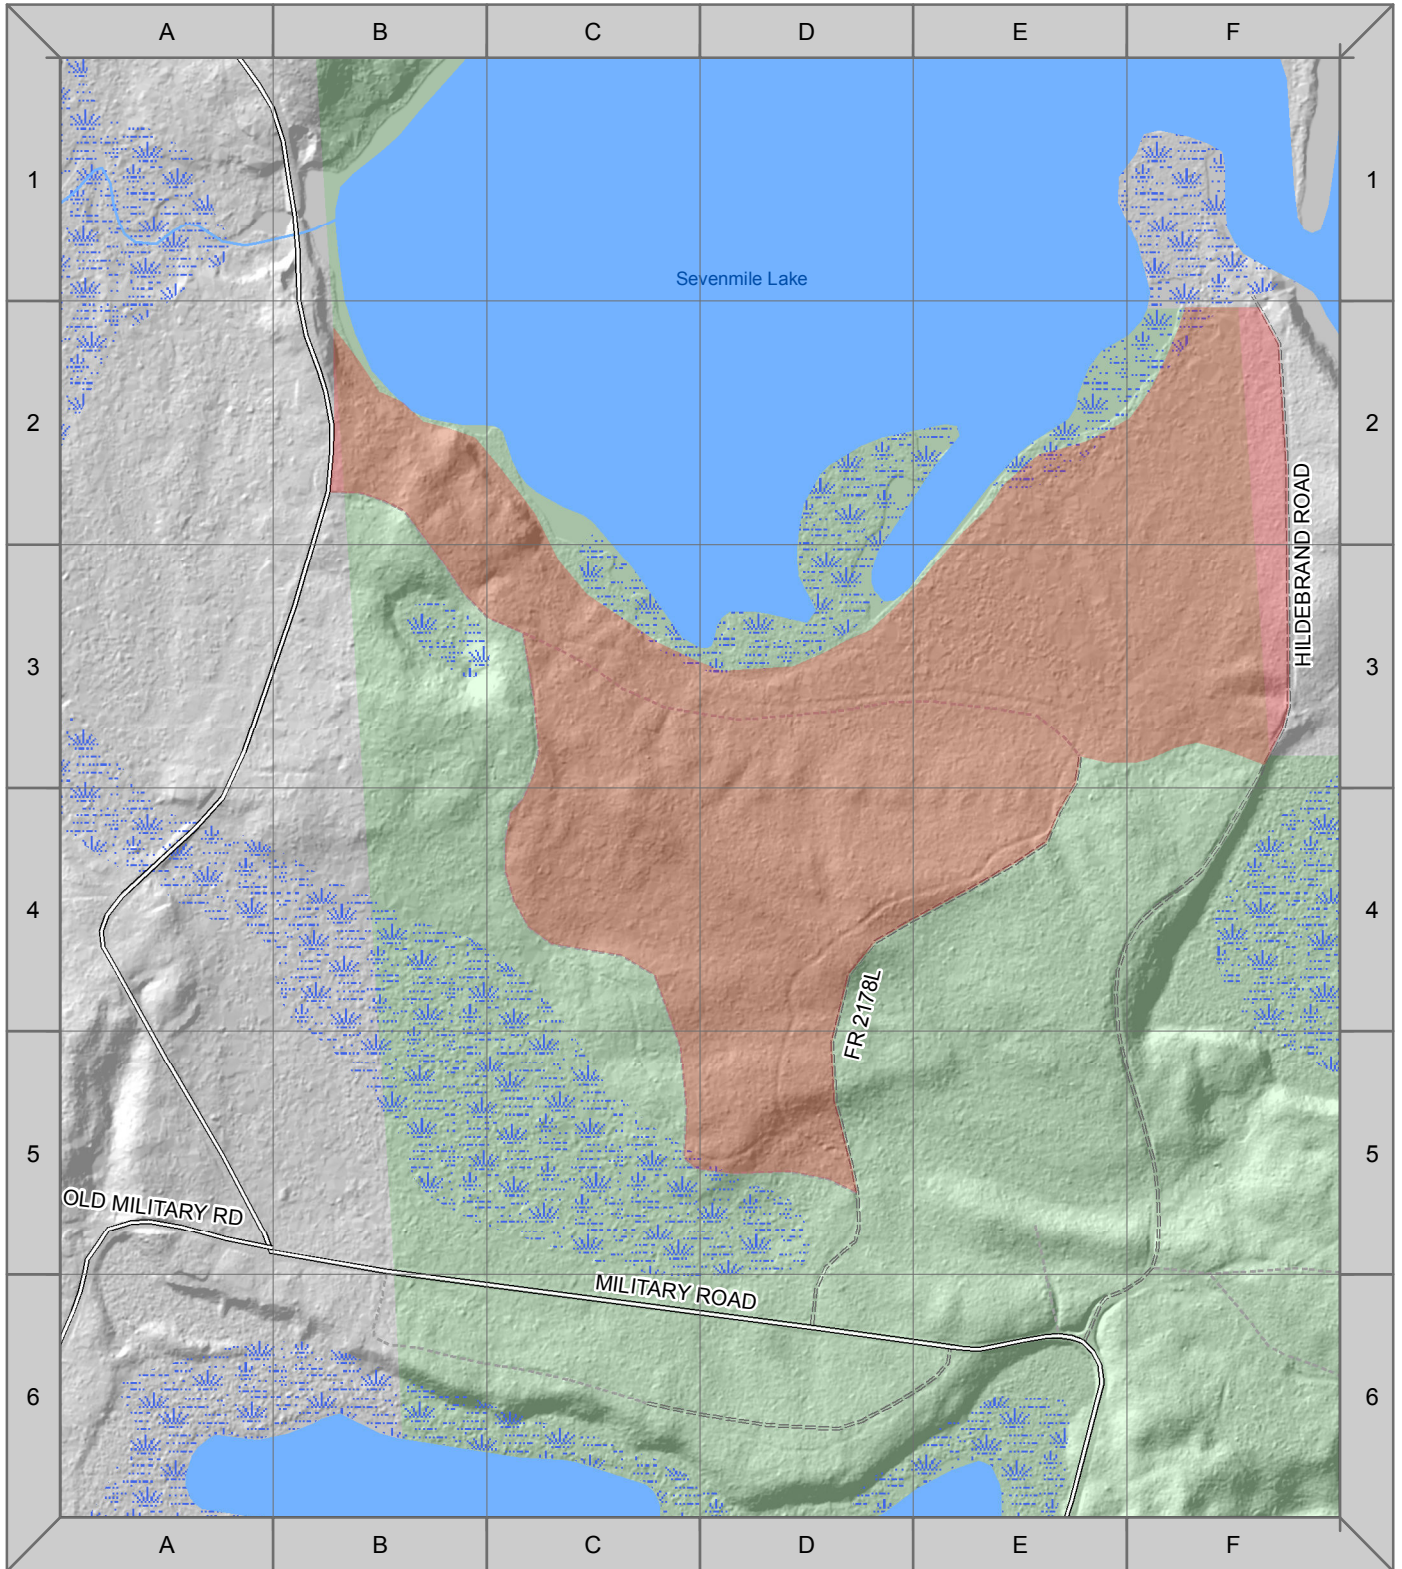 A B C D E F
1 1
Sevenmile Lake
2 2
HILDEBRAND ROAD
3 3
4 4
FR 2178L
5 5
OLD MILITARY RD
MILITARY ROAD
6 6
A B C D E F